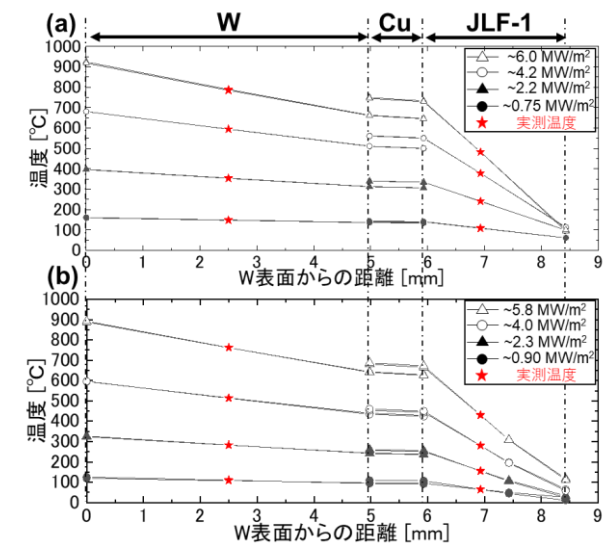 (a) W Cu JLF-1
1000
900
800
700
600
500
400
300
200
100
0
温度 [℃]
~6.0 MW/m²
~4.2 MW/m²
~2.2 MW/m²
~0.75 MW/m²
実測温度
0 1 2 3 4 5 6 7 8 9
W表面からの距離 [mm]
(b)
1000
900
800
700
600
500
400
300
200
100
0
温度 [℃]
~5.8 MW/m²
~4.0 MW/m²
~2.3 MW/m²
~0.90 MW/m²
実測温度
0 1 2 3 4 5 6 7 8 9
W表面からの距離 [mm]